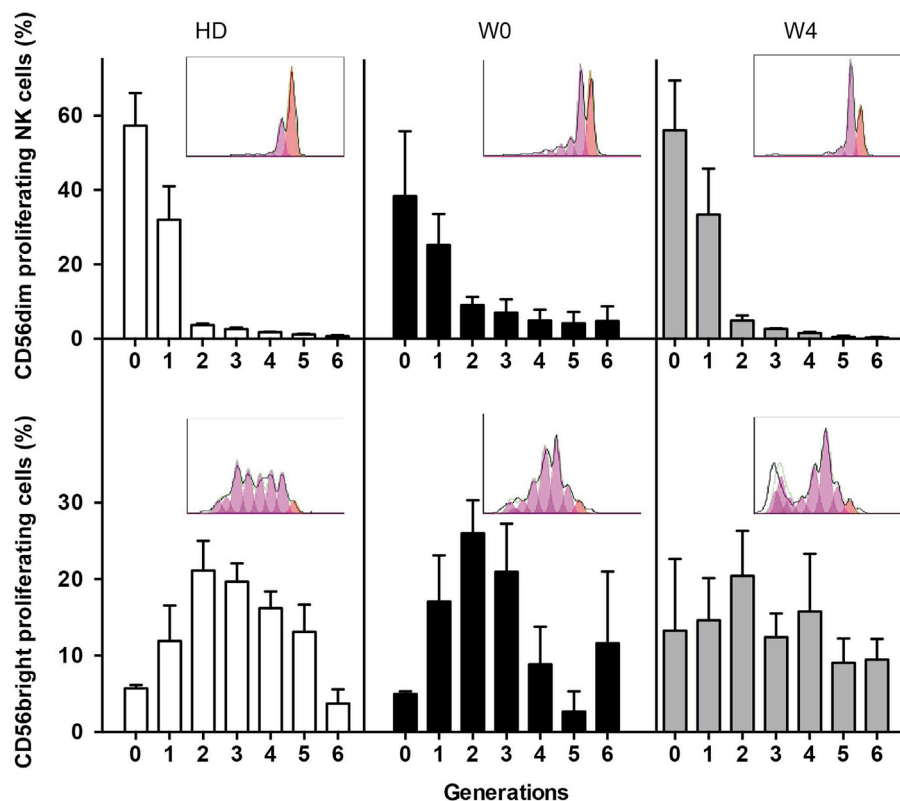 HD W0 W4
CD56dim proliferating NK cells (%)
60
40
20
0
0 1 2 3 4 5 6 0 1 2 3 4 5 6 0 1 2 3 4 5 6
CD56bright proliferating cells (%)
30
20
10
0
0 1 2 3 4 5 6 0 1 2 3 4 5 6 0 1 2 3 4 5 6
Generations